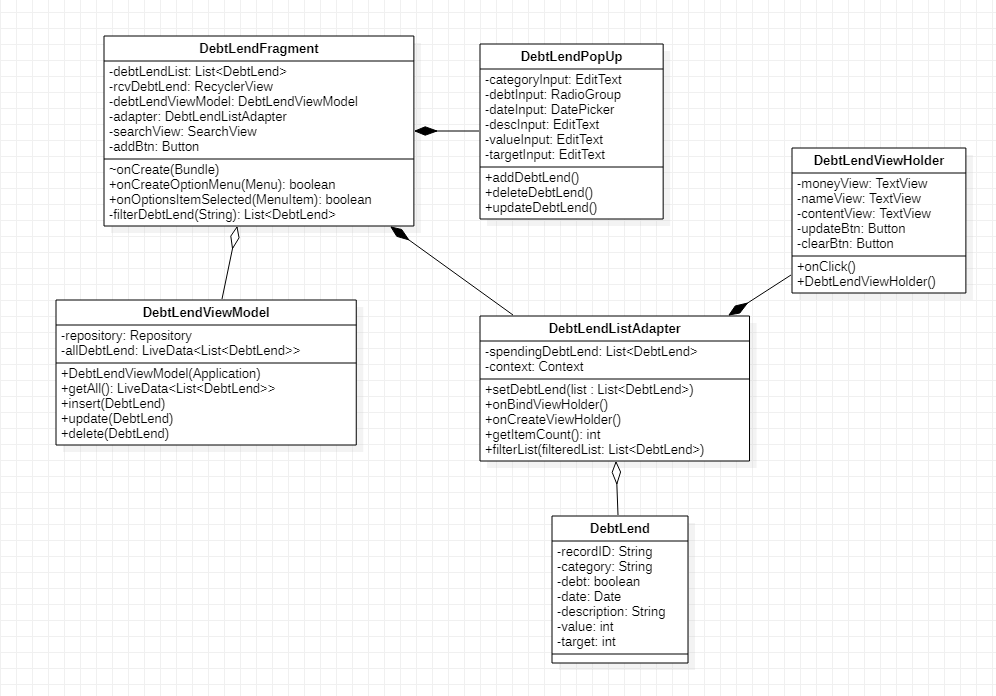 DebtLendFragment
-debtLendList: List<DebtLend>
-rcvDebtLend: RecyclerView
-debtLendViewModel: DebtLendViewModel
-adapter: DebtLendListAdapter
-searchView: SearchView
-addBtn: Button
~onCreate(Bundle)
+onCreateOptionMenu(Menu): boolean
+onOptionsItemSelected(MenuItem): boolean
-filterDebtLend(String): List<DebtLend>
DebtLendPopUp
-categoryInput: EditText
-debtInput: RadioGroup
-dateInput: DatePicker
-descInput: EditText
-valueInput: EditText
-targetInput: EditText
+addDebtLend()
+deleteDebtLend()
+updateDebtLend()
DebtLendViewHolder
-moneyView: TextView
-nameView: TextView
-contentView: TextView
-updateBtn: Button
-clearBtn: Button
+onClick()
+DebtLendViewHolder()
DebtLendViewModel
-repository: Repository
-allDebtLend: LiveData<List<DebtLend>>
+DebtLendViewModel(Application)
+getAll(): LiveData<List<DebtLend>>
+insert(DebtLend)
+update(DebtLend)
+delete(DebtLend)
DebtLendListAdapter
-spendingDebtLend: List<DebtLend>
-context: Context
+setDebtLend(list : List<DebtLend>)
+onBindViewHolder()
+onCreateViewHolder()
+getItemCount(): int
+filterList(filteredList: List<DebtLend>)
DebtLend
-recordID: String
-category: String
-debt: boolean
-date: Date
-description: String
-value: int
-target: int